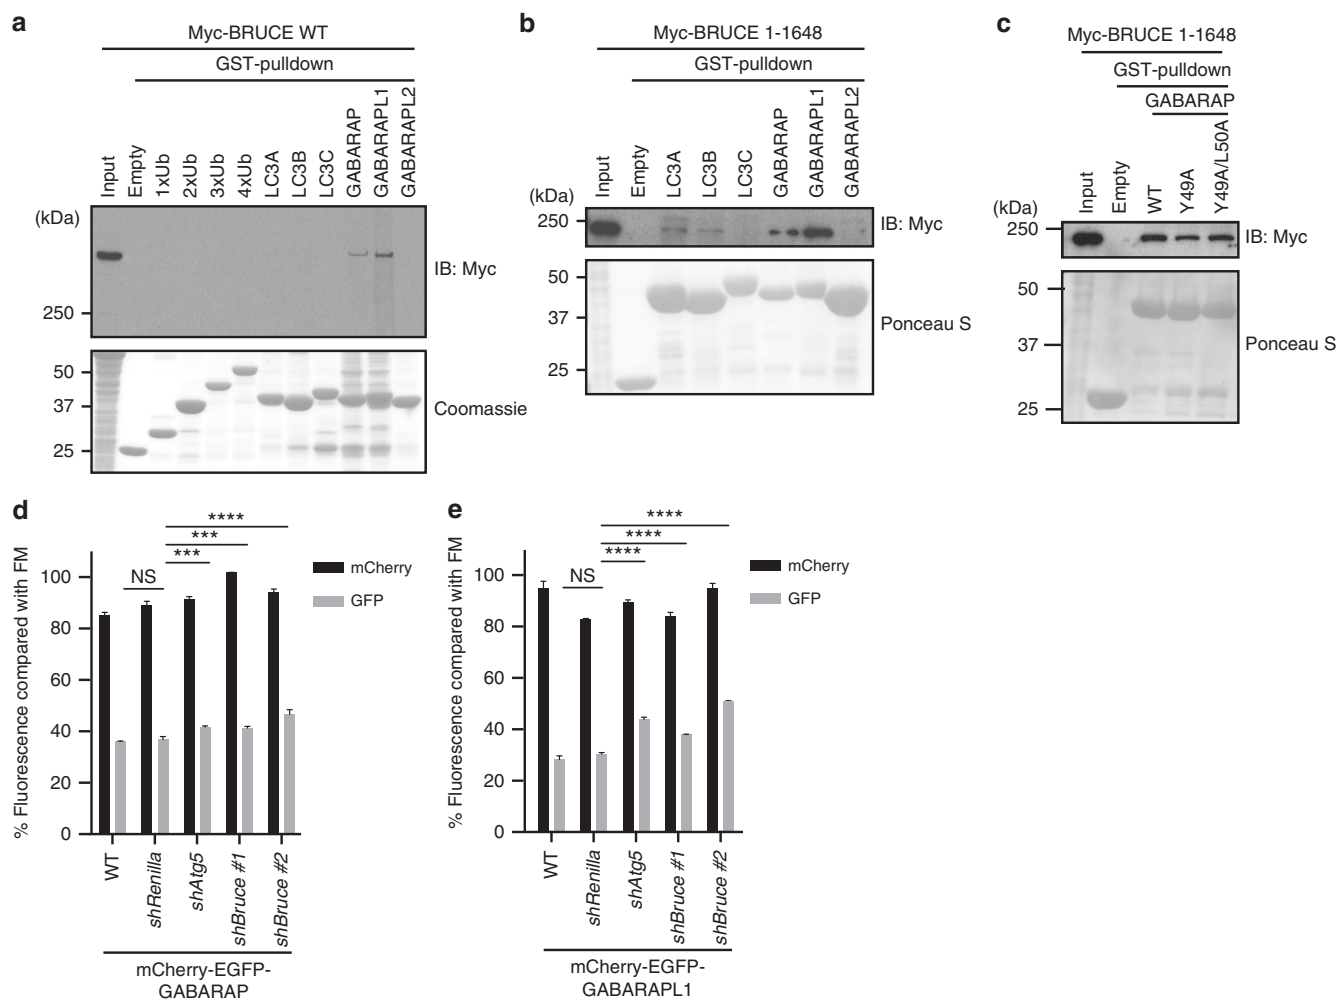 a
Myc-BRUCE WT
GST-pulldown
Input
Empty
1xUb
2xUb
3xUb
4xUb
LC3A
LC3B
LC3C
GABARAP
GABARAPL1
GABARAPL2
(kDa)
250
IB: Myc
50
37
25
Coomassie
b
Myc-BRUCE 1-1648
GST-pulldown
Input
Empty
LC3A
LC3B
LC3C
GABARAP
GABARAPL1
GABARAPL2
(kDa)
250
IB: Myc
50
37
25
Ponceau S
c
Myc-BRUCE 1-1648
GST-pulldown
GABARAP
Input
Empty
WT
Y49A
Y49A/L50A
(kDa)
250
IB: Myc
50
37
25
Ponceau S
d
% Fluorescence compared with FM
100
80
60
40
20
0
NS
***
***
****
mCherry
GFP
WT
shRenilla
shAtg5
shBruce #1
shBruce #2
mCherry-EGFP-
GABARAP
e
% Fluorescence compared with FM
100
80
60
40
20
0
NS
****
****
****
mCherry
GFP
WT
shRenilla
shAtg5
shBruce #1
shBruce #2
mCherry-EGFP-
GABARAPL1